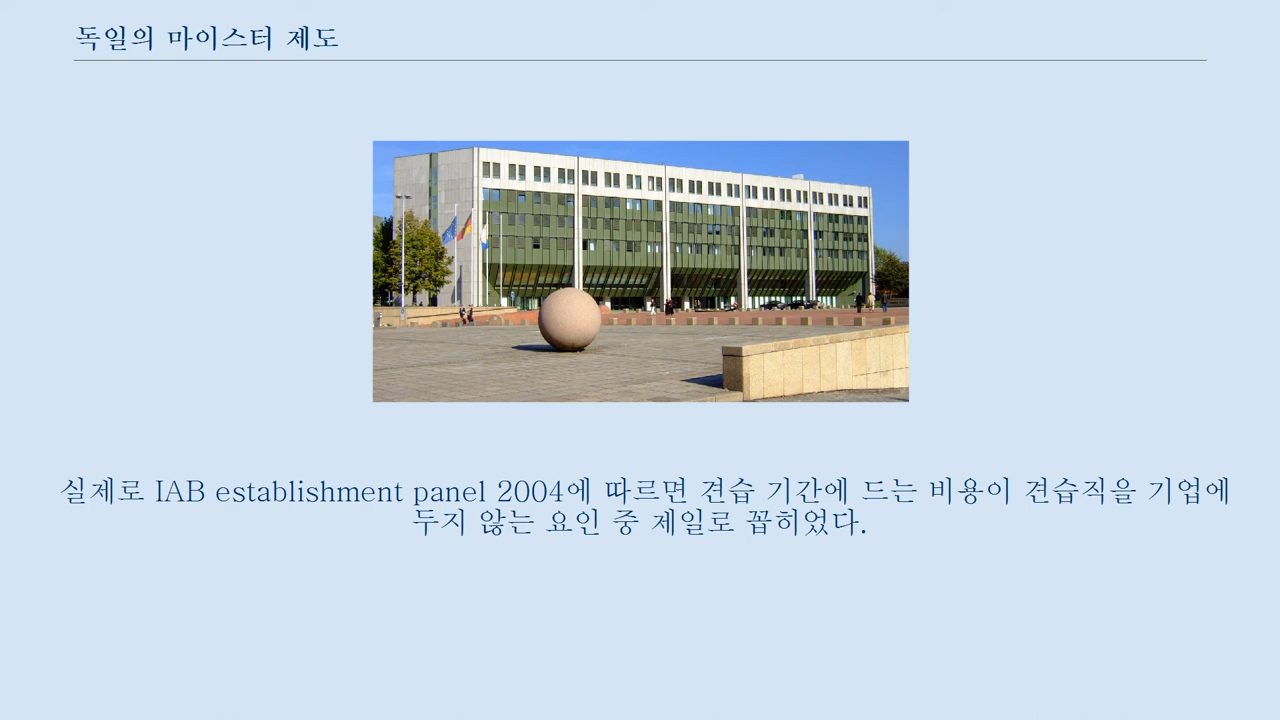 독일의 마이스터 제도
실제로 IAB establishment panel 2004에 따르면 견습 기간에 드는 비용이 견습직을 기업에
두지 않는 요인 중 제일로 꼽히었다.